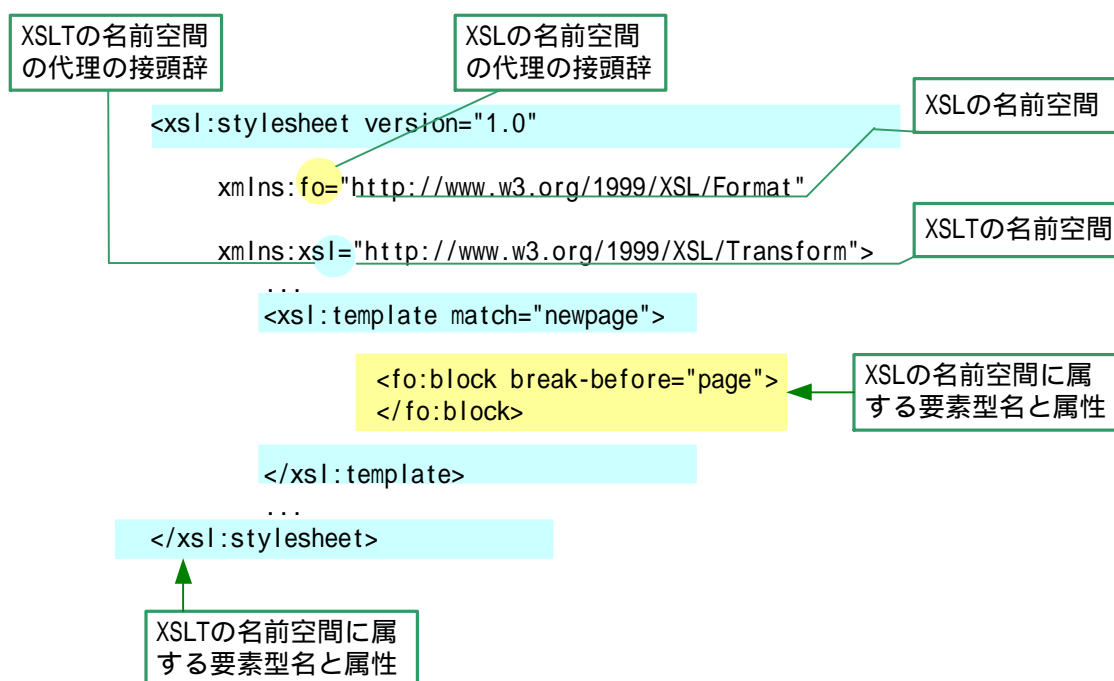 XSLTの名前空間
の代理の接頭辞
XSLの名前空間
の代理の接頭辞
XSLの名前空間
<xsl:stylesheet version="1.0"
xmlns:fo="http://www.w3.org/1999/XSL/Format"
XSLTの名前空間
xmlns:xsl="http://www.w3.org/1999/XSL/Transform">
...
<xsl:template match="newpage">
<fo:block break-before="page">
</fo:block>
XSLの名前空間に属
する要素型名と属性
</xsl:template>
...
</xsl:stylesheet>
XSLTの名前空間に属
する要素型名と属性